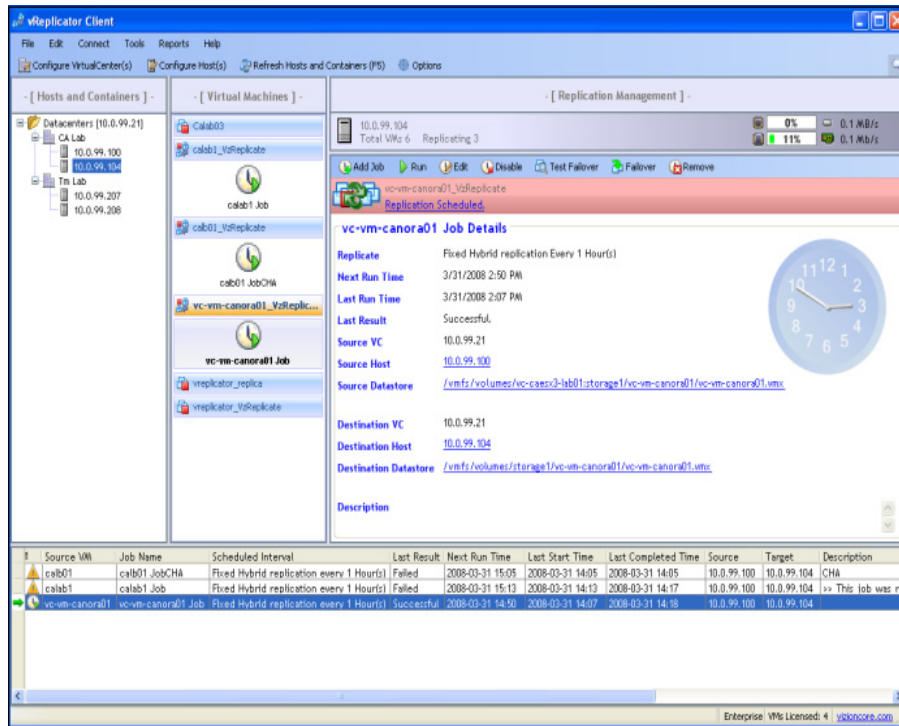 vReplicator Client
File Edit Connect Tools Reports Help
Configure VirtualCenter(s) Configure Host(s) Refresh Hosts and Containers (F5) Options
- [ Hosts and Containers ] -
Datacenters [10.0.99.21]
CA Lab
10.0.99.100
10.0.99.104
Tm Lab
10.0.99.207
10.0.99.208
- [ Virtual Machines ] -
Calab03
calab1_VzReplicate
calab1 Job
calb01_VzReplicate
calb01 JobCHA
vc-vm-canora01_VzReplic...
vc-vm-canora01 Job
vreplicator_replica
vreplicator_VzReplicate
- [ Replication Management ] -
10.0.99.104
Total VMs 6 Replicating 3
0% 0.1 MB/s
11% 0.1 Mb/s
Add Job Run Edit Disable Test Failover Failover Remove
vc-vm-canora01_VzReplicate
Replication Scheduled.
vc-vm-canora01 Job Details
Replicate Fixed Hybrid replication Every 1 Hour(s)
Next Run Time 3/31/2008 2:50 PM
Last Run Time 3/31/2008 2:07 PM
Last Result Successful.
Source VC 10.0.99.21
Source Host 10.0.99.100
Source Datastore /vmfs/volumes/vc-caesx3-lab01:storage1/vc-vm-canora01/vc-vm-canora01.vmx
Destination VC 10.0.99.21
Destination Host 10.0.99.104
Destination Datastore /vmfs/volumes/storage1/vc-vm-canora01/vc-vm-canora01.vmx
Description
11 12 1
10 2
9 3
8 4
7 6 5
! Source VM Job Name Scheduled Interval Last Result Next Run Time Last Start Time Last Completed Time Source Target Description
calb01 calb01 JobCHA Fixed Hybrid replication every 1 Hour(s) Failed 2008-03-31 15:05 2008-03-31 14:05 2008-03-31 14:05 10.0.99.100 10.0.99.104 CHA
calab1 calab1 Job Fixed Hybrid replication every 1 Hour(s) Failed 2008-03-31 15:13 2008-03-31 14:13 2008-03-31 14:17 10.0.99.100 10.0.99.104 >> This job was r
vc-vm-canora01 vc-vm-canora01 Job Fixed Hybrid replication every 1 Hour(s) Successful 2008-03-31 14:50 2008-03-31 14:07 2008-03-31 14:18 10.0.99.100 10.0.99.104
Enterprise VMs Licensed: 4 vizioncore.com